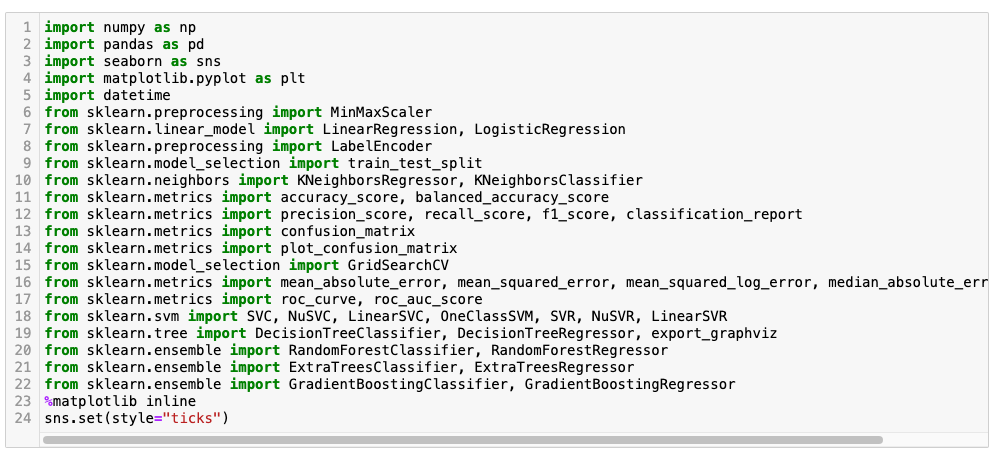 1 import numpy as np
2 import pandas as pd
3 import seaborn as sns
4 import matplotlib.pyplot as plt
5 import datetime
6 from sklearn.preprocessing import MinMaxScaler
7 from sklearn.linear_model import LinearRegression, LogisticRegression
8 from sklearn.preprocessing import LabelEncoder
9 from sklearn.model_selection import train_test_split
10 from sklearn.neighbors import KNeighborsRegressor, KNeighborsClassifier
11 from sklearn.metrics import accuracy_score, balanced_accuracy_score
12 from sklearn.metrics import precision_score, recall_score, f1_score, classification_report
13 from sklearn.metrics import confusion_matrix
14 from sklearn.metrics import plot_confusion_matrix
15 from sklearn.model_selection import GridSearchCV
16 from sklearn.metrics import mean_absolute_error, mean_squared_error, mean_squared_log_error, median_absolute_err
17 from sklearn.metrics import roc_curve, roc_auc_score
18 from sklearn.svm import SVC, NuSVC, LinearSVC, OneClassSVM, SVR, NuSVR, LinearSVR
19 from sklearn.tree import DecisionTreeClassifier, DecisionTreeRegressor, export_graphviz
20 from sklearn.ensemble import RandomForestClassifier, RandomForestRegressor
21 from sklearn.ensemble import ExtraTreesClassifier, ExtraTreesRegressor
22 from sklearn.ensemble import GradientBoostingClassifier, GradientBoostingRegressor
23 %matplotlib inline
24 sns.set(style="ticks")